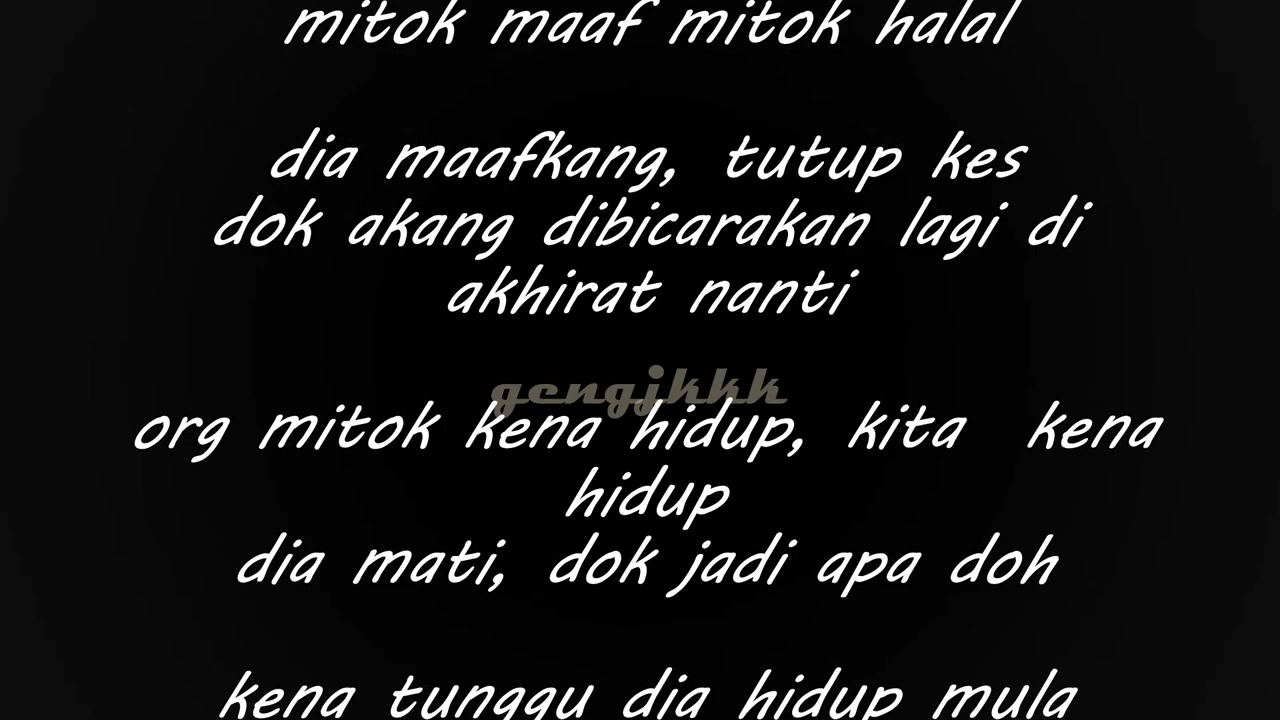 mitok maaf mitok halal
dia maafkang, tutup kes
dok akang dibicarakan lagi di
akhirat nanti
gengjkkk
org mitok kena hidup, kita kena
hidup
dia mati, dok jadi apa doh
kena tunggu dia hidup mula